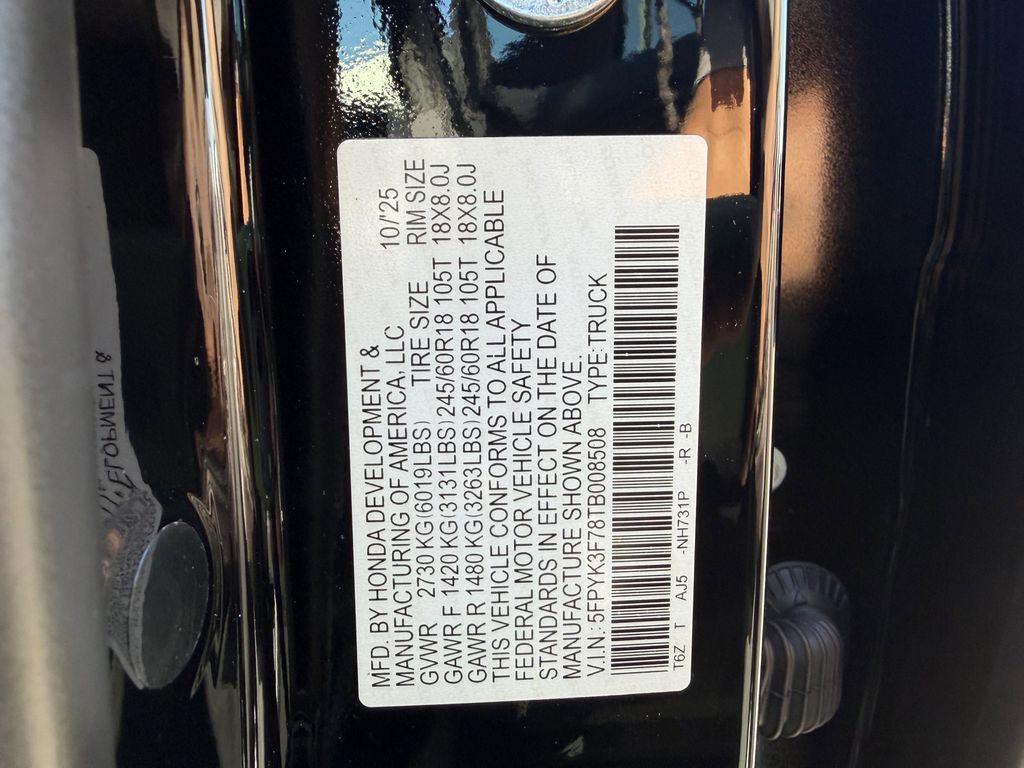 MFD. BY HONDA DEVELOPMENT &
MANUFACTURING OF AMERICA, LLC 10/'25
GVWR 2730 KG(6019LBS) TIRE SIZE RIM SIZE
GAWR F 1420 KG(3131LBS) 245/60R18 105T 18X8.0J
GAWR R 1480 KG(3263LBS) 245/60R18 105T 18X8.0J
THIS VEHICLE CONFORMS TO ALL APPLICABLE
FEDERAL MOTOR VEHICLE SAFETY
STANDARDS IN EFFECT ON THE DATE OF
MANUFACTURE SHOWN ABOVE.
V.I.N.: 5FPYK3F78TB008508 TYPE:TRUCK
T6Z T AJ5 -NH731P -R -B
ELOPMENT &